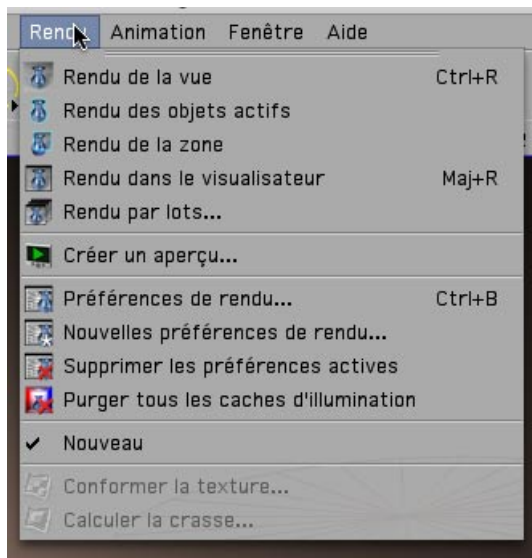 Rendu Animation Fenêtre Aide
Rendu de la vue Ctrl+R
Rendu des objets actifs
Rendu de la zone
Rendu dans le visualisateur Maj+R
Rendu par lots...
Créer un aperçu...
Préférences de rendu... Ctrl+B
Nouvelles préférences de rendu...
Supprimer les préférences actives
Purger tous les caches d'illumination
Nouveau
Conformer la texture...
Calculer la crasse...